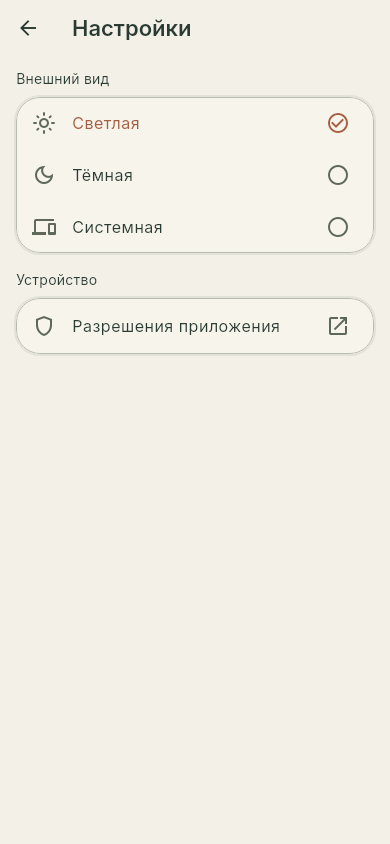 Настройки
Внешний вид
Светлая
Тёмная
Системная
Устройство
Разрешения приложения